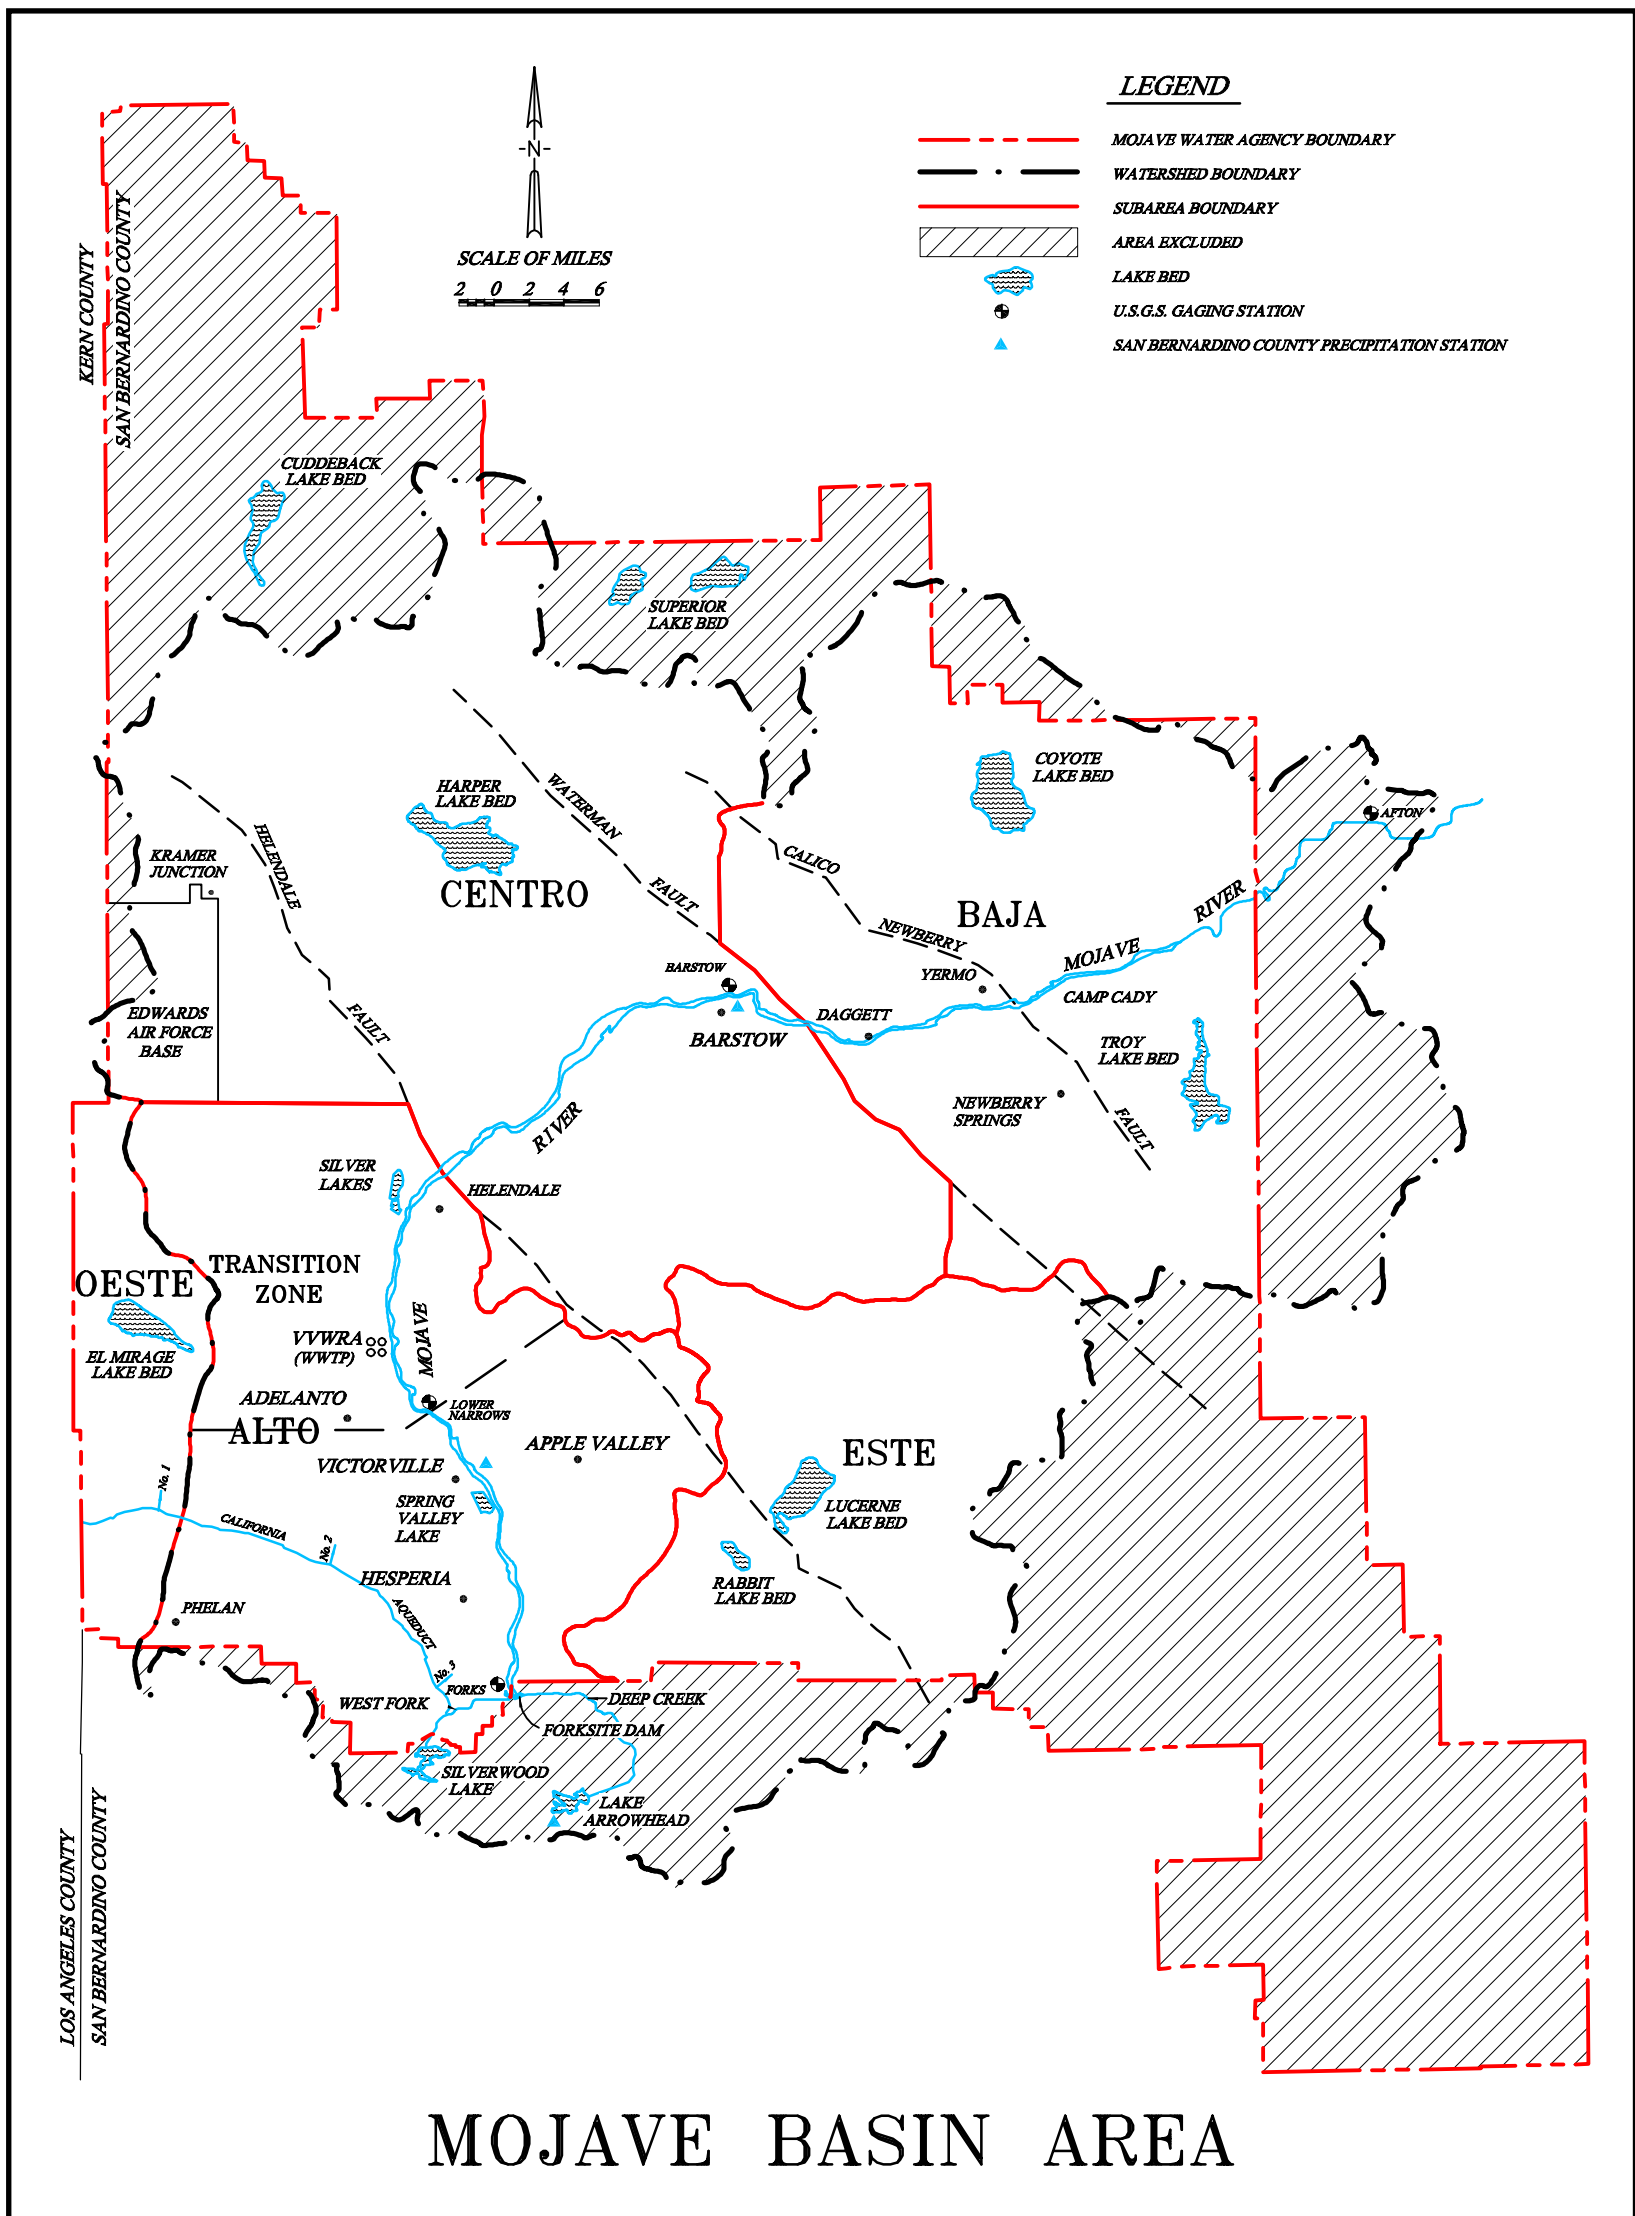 LEGEND
MOJAVE WATER AGENCY BOUNDARY
WATERSHED BOUNDARY
SUBAREA BOUNDARY
AREA EXCLUDED
LAKE BED
U.S.G.S. GAGING STATION
SAN BERNARDINO COUNTY PRECIPITATION STATION
-N-
SCALE OF MILES
2 0 2 4 6
KERN COUNTY
SAN BERNARDINO COUNTY
CUDDEBACK
LAKE BED
SUPERIOR
LAKE BED
COYOTE
LAKE BED
HARPER
LAKE BED
WATERMAN
FAULT
HELENDALE
FAULT
CALICO
NEWBERRY
FAULT
KRAMER
JUNCTION
CENTRO
BAJA
AFTON
MOJAVE
RIVER
BARSTOW
YERMO
CAMP CADY
EDWARDS
AIR FORCE
BASE
BARSTOW
DAGGETT
TROY
LAKE BED
NEWBERRY
SPRINGS
RIVER
SILVER
LAKES
HELENDALE
TRANSITION
ZONE
OESTE
EL MIRAGE
LAKE BED
VVWRA
(WWTP)
MOJAVE
ADELANTO
LOWER
NARROWS
ALTO
APPLE VALLEY
ESTE
VICTORVILLE
SPRING
VALLEY
LAKE
LUCERNE
LAKE BED
No. 1
CALIFORNIA
No. 2
HESPERIA
RABBIT
LAKE BED
PHELAN
AQUEDUCT
No. 3
FORKS
WEST FORK
DEEP CREEK
FORKSITE DAM
SILVERWOOD
LAKE
LAKE
ARROWHEAD
LOS ANGELES COUNTY
SAN BERNARDINO COUNTY
MOJAVE BASIN AREA